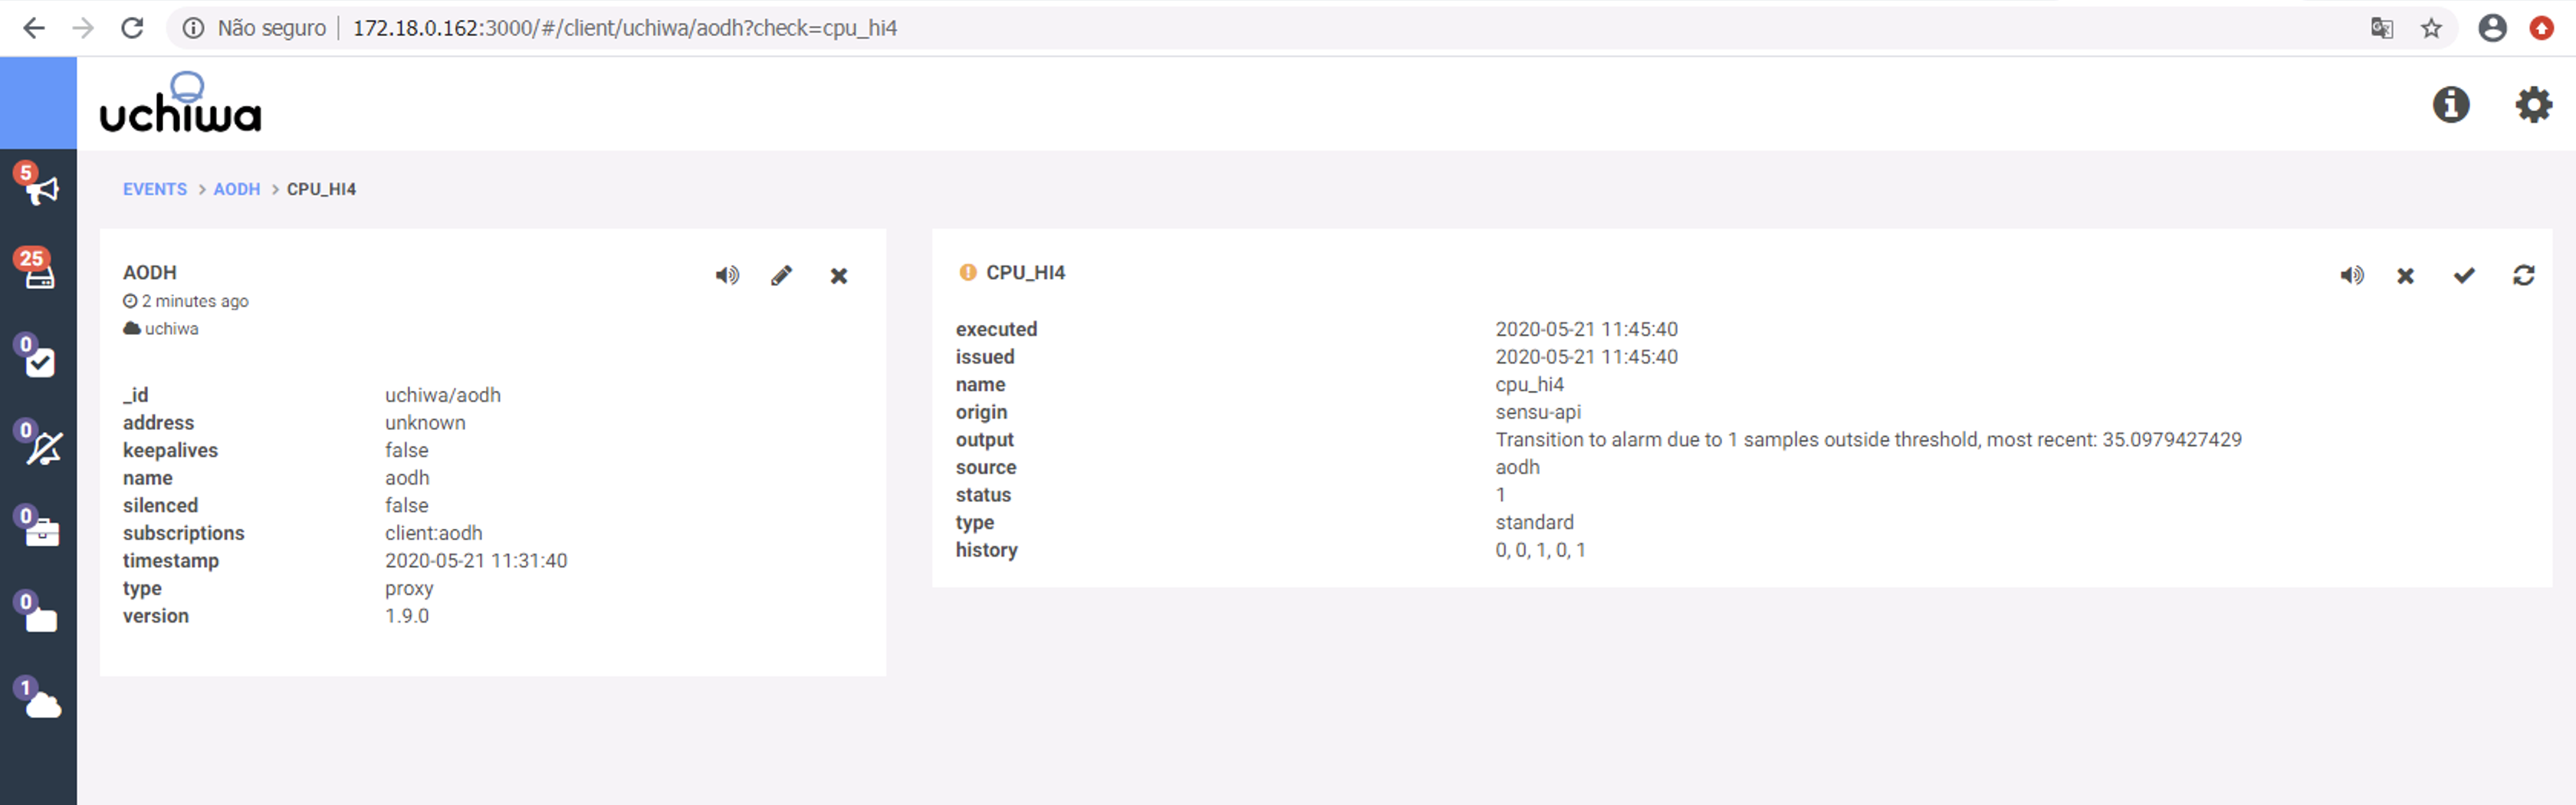 Não seguro | 172.18.0.162:3000/#/client/uchiwa/aodh?check=cpu_hi4
uchiwa
5
25
0
0
0
0
1
EVENTS > AODH > CPU_HI4
AODH
2 minutes ago
uchiwa
_id uchiwa/aodh
address unknown
keepalives false
name aodh
silenced false
subscriptions client:aodh
timestamp 2020-05-21 11:31:40
type proxy
version 1.9.0
CPU_HI4
executed 2020-05-21 11:45:40
issued 2020-05-21 11:45:40
name cpu_hi4
origin sensu-api
output Transition to alarm due to 1 samples outside threshold, most recent: 35.0979427429
source aodh
status 1
type standard
history 0, 0, 1, 0, 1